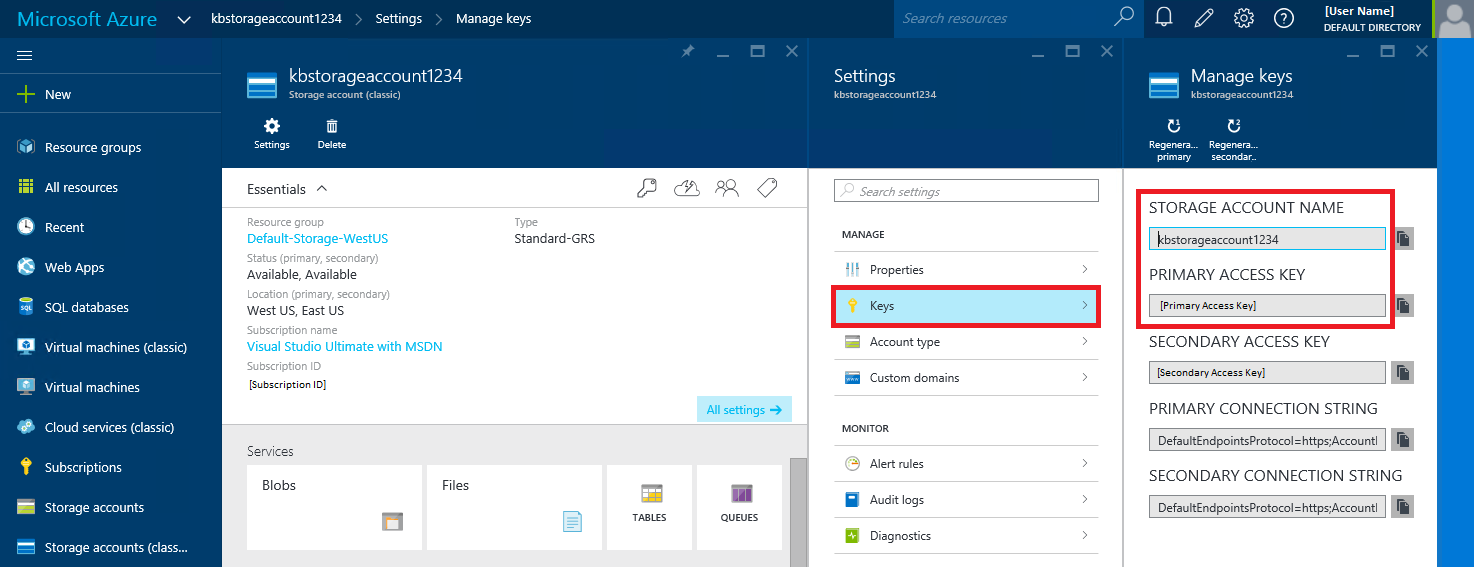 Microsoft Azure
kbstorageaccount1234
Settings
Manage keys
Search resources
[User Name]
DEFAULT DIRECTORY
New
Resource groups
All resources
Recent
Web Apps
SQL databases
Virtual machines (classic)
Virtual machines
Cloud services (classic)
Subscriptions
Storage accounts
Storage accounts (class...
kbstorageaccount1234
Storage account (classic)
Settings
Delete
Essentials
Resource group
Default-Storage-WestUS
Status (primary, secondary)
Available, Available
Location (primary, secondary)
West US, East US
Subscription name
Visual Studio Ultimate with MSDN
Subscription ID
[Subscription ID]
Type
Standard-GRS
All settings
Services
Blobs
Files
TABLES
QUEUES
Settings
kbstorageaccount1234
Search settings
MANAGE
Properties
Keys
Account type
Custom domains
MONITOR
Alert rules
Audit logs
Diagnostics
Manage keys
kbstorageaccount1234
Regenera...
primary
Regenera...
secondar..
STORAGE ACCOUNT NAME
kbstorageaccount1234
PRIMARY ACCESS KEY
[Primary Access Key]
SECONDARY ACCESS KEY
[Secondary Access Key]
PRIMARY CONNECTION STRING
DefaultEndpointsProtocol=https;Account
SECONDARY CONNECTION STRING
DefaultEndpointsProtocol=https;Account